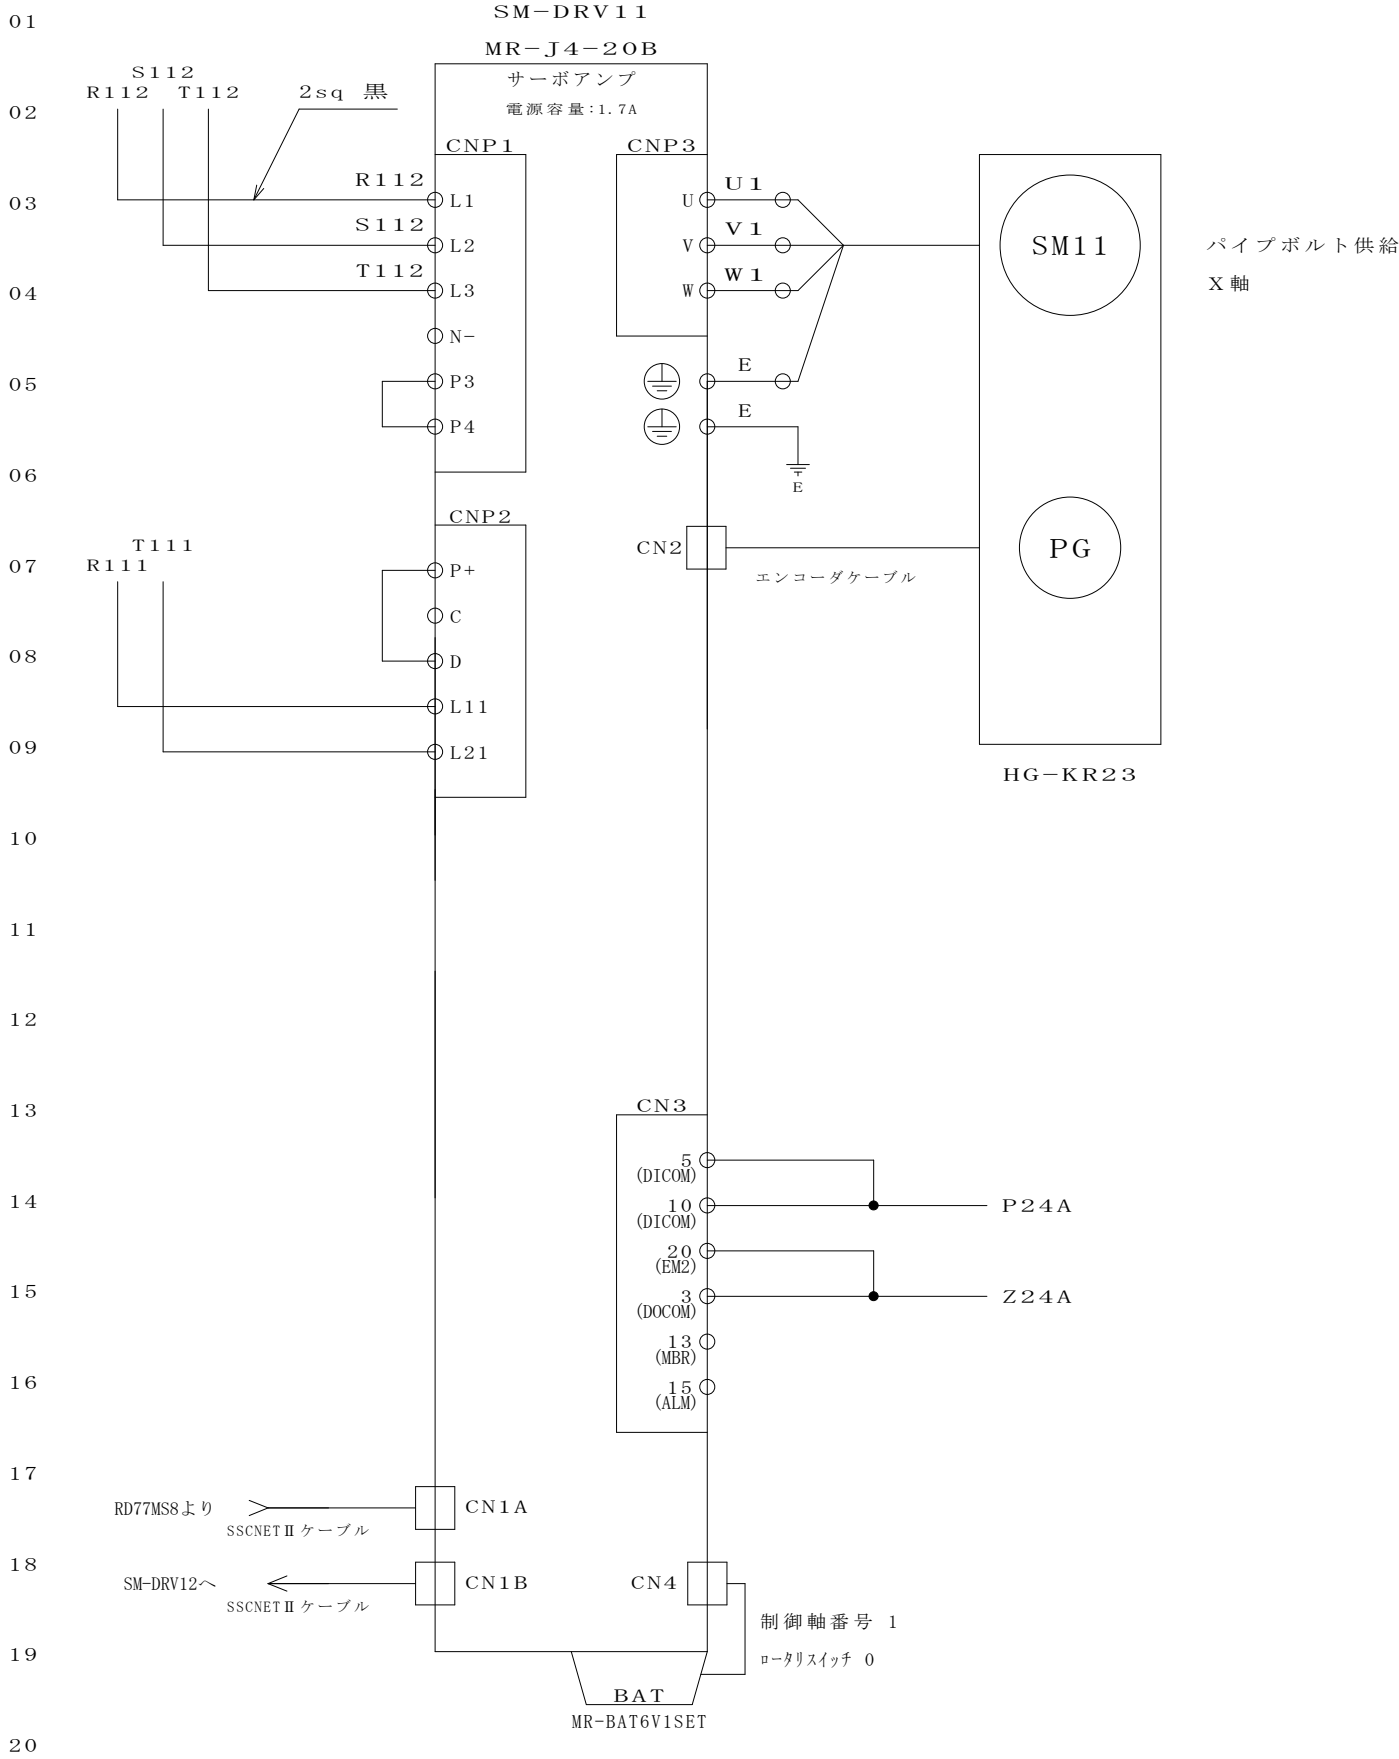 01
SM-DRV11
MR-J4-20B
サーボアンプ
電源容量:1.7A
S112
R112 T112
2sq 黒
02
CNP1
CNP3
R112
L1
U
U1
03
S112
L2
V
V1
SM11
パイプボルト供給
X軸
T112
L3
W
W1
04
N-
P3
E
05
P4
E
E
06
CNP2
CN2
PG
エンコーダケーブル
T111
R111
07
P+
C
08
D
L11
L21
09
HG-KR23
10
11
12
13
CN3
5
(DICOM)
14
10
(DICOM)
P24A
20
(EM2)
15
3
(DOCOM)
Z24A
13
(MBR)
16
15
(ALM)
17
RD77MS8より
SSCNETⅡケーブル
CN1A
18
SM-DRV12へ
SSCNETⅡケーブル
CN1B
CN4
制御軸番号 1
ロータリスイッチ 0
19
BAT
MR-BAT6V1SET
20